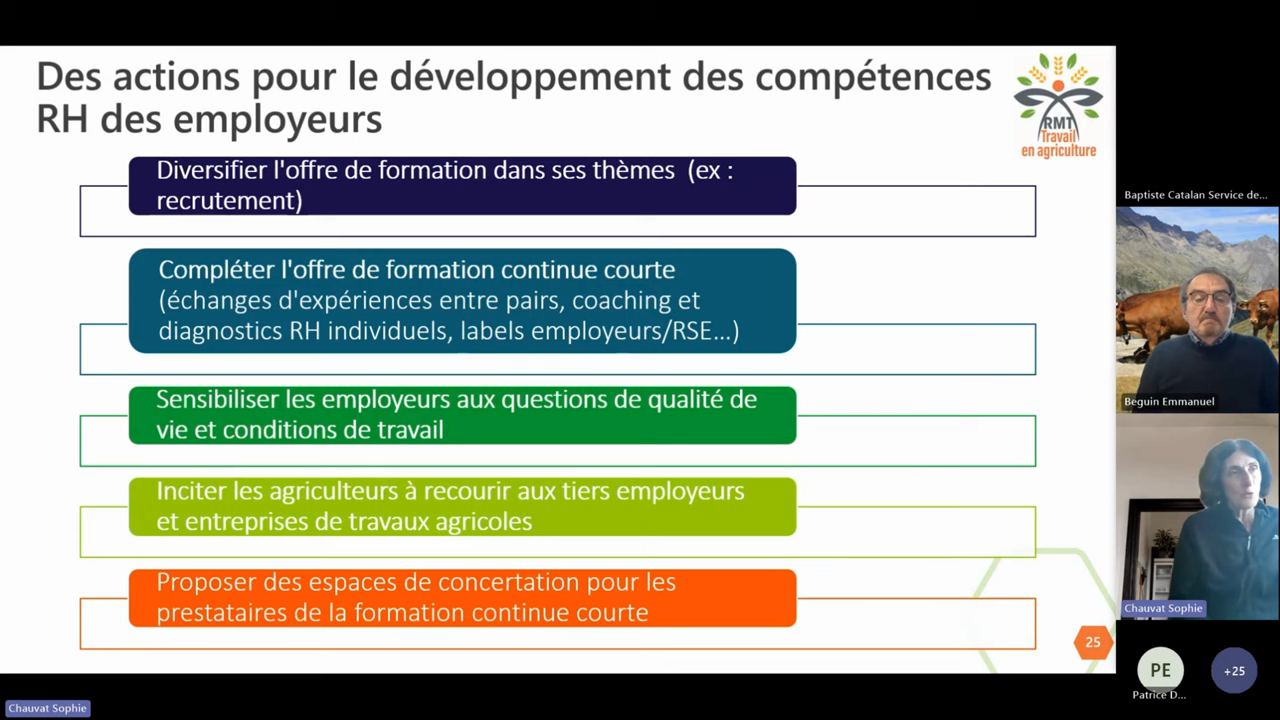 Des actions pour le développement des compétences
RH des employeurs
RMT
Travail
en agriculture
Diversifier l'offre de formation dans ses thèmes (ex :
recrutement)
Compléter l'offre de formation continue courte
(échanges d'expériences entre pairs, coaching et
diagnostics RH individuels, labels employeurs/RSE...)
Sensibiliser les employeurs aux questions de qualité de
vie et conditions de travail
Inciter les agriculteurs à recourir aux tiers employeurs
et entreprises de travaux agricoles
Proposer des espaces de concertation pour les
prestataires de la formation continue courte
25
Baptiste Catalan Service de...
Beguin Emmanuel
Chauvat Sophie
PE
Patrice D...
+25
Chauvat Sophie